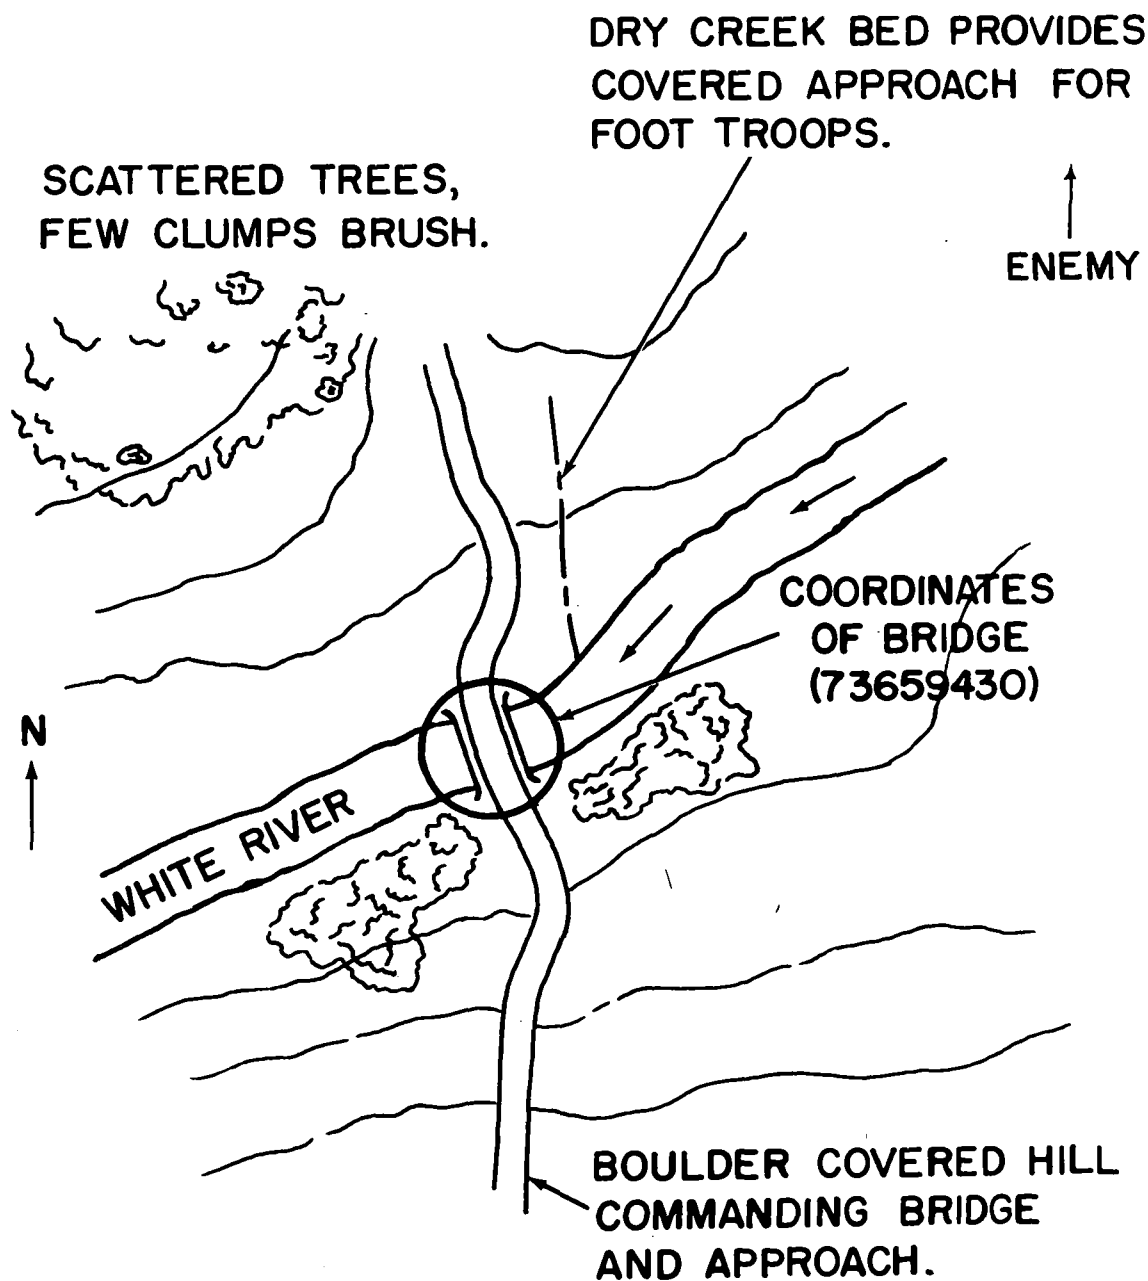 DRY CREEK BED PROVIDES
COVERED APPROACH FOR
FOOT TROOPS.
SCATTERED TREES,
FEW CLUMPS BRUSH.
ENEMY
COORDINATES
OF BRIDGE
(73659430)
N
WHITE RIVER
BOULDER COVERED HILL
COMMANDING BRIDGE
AND APPROACH.